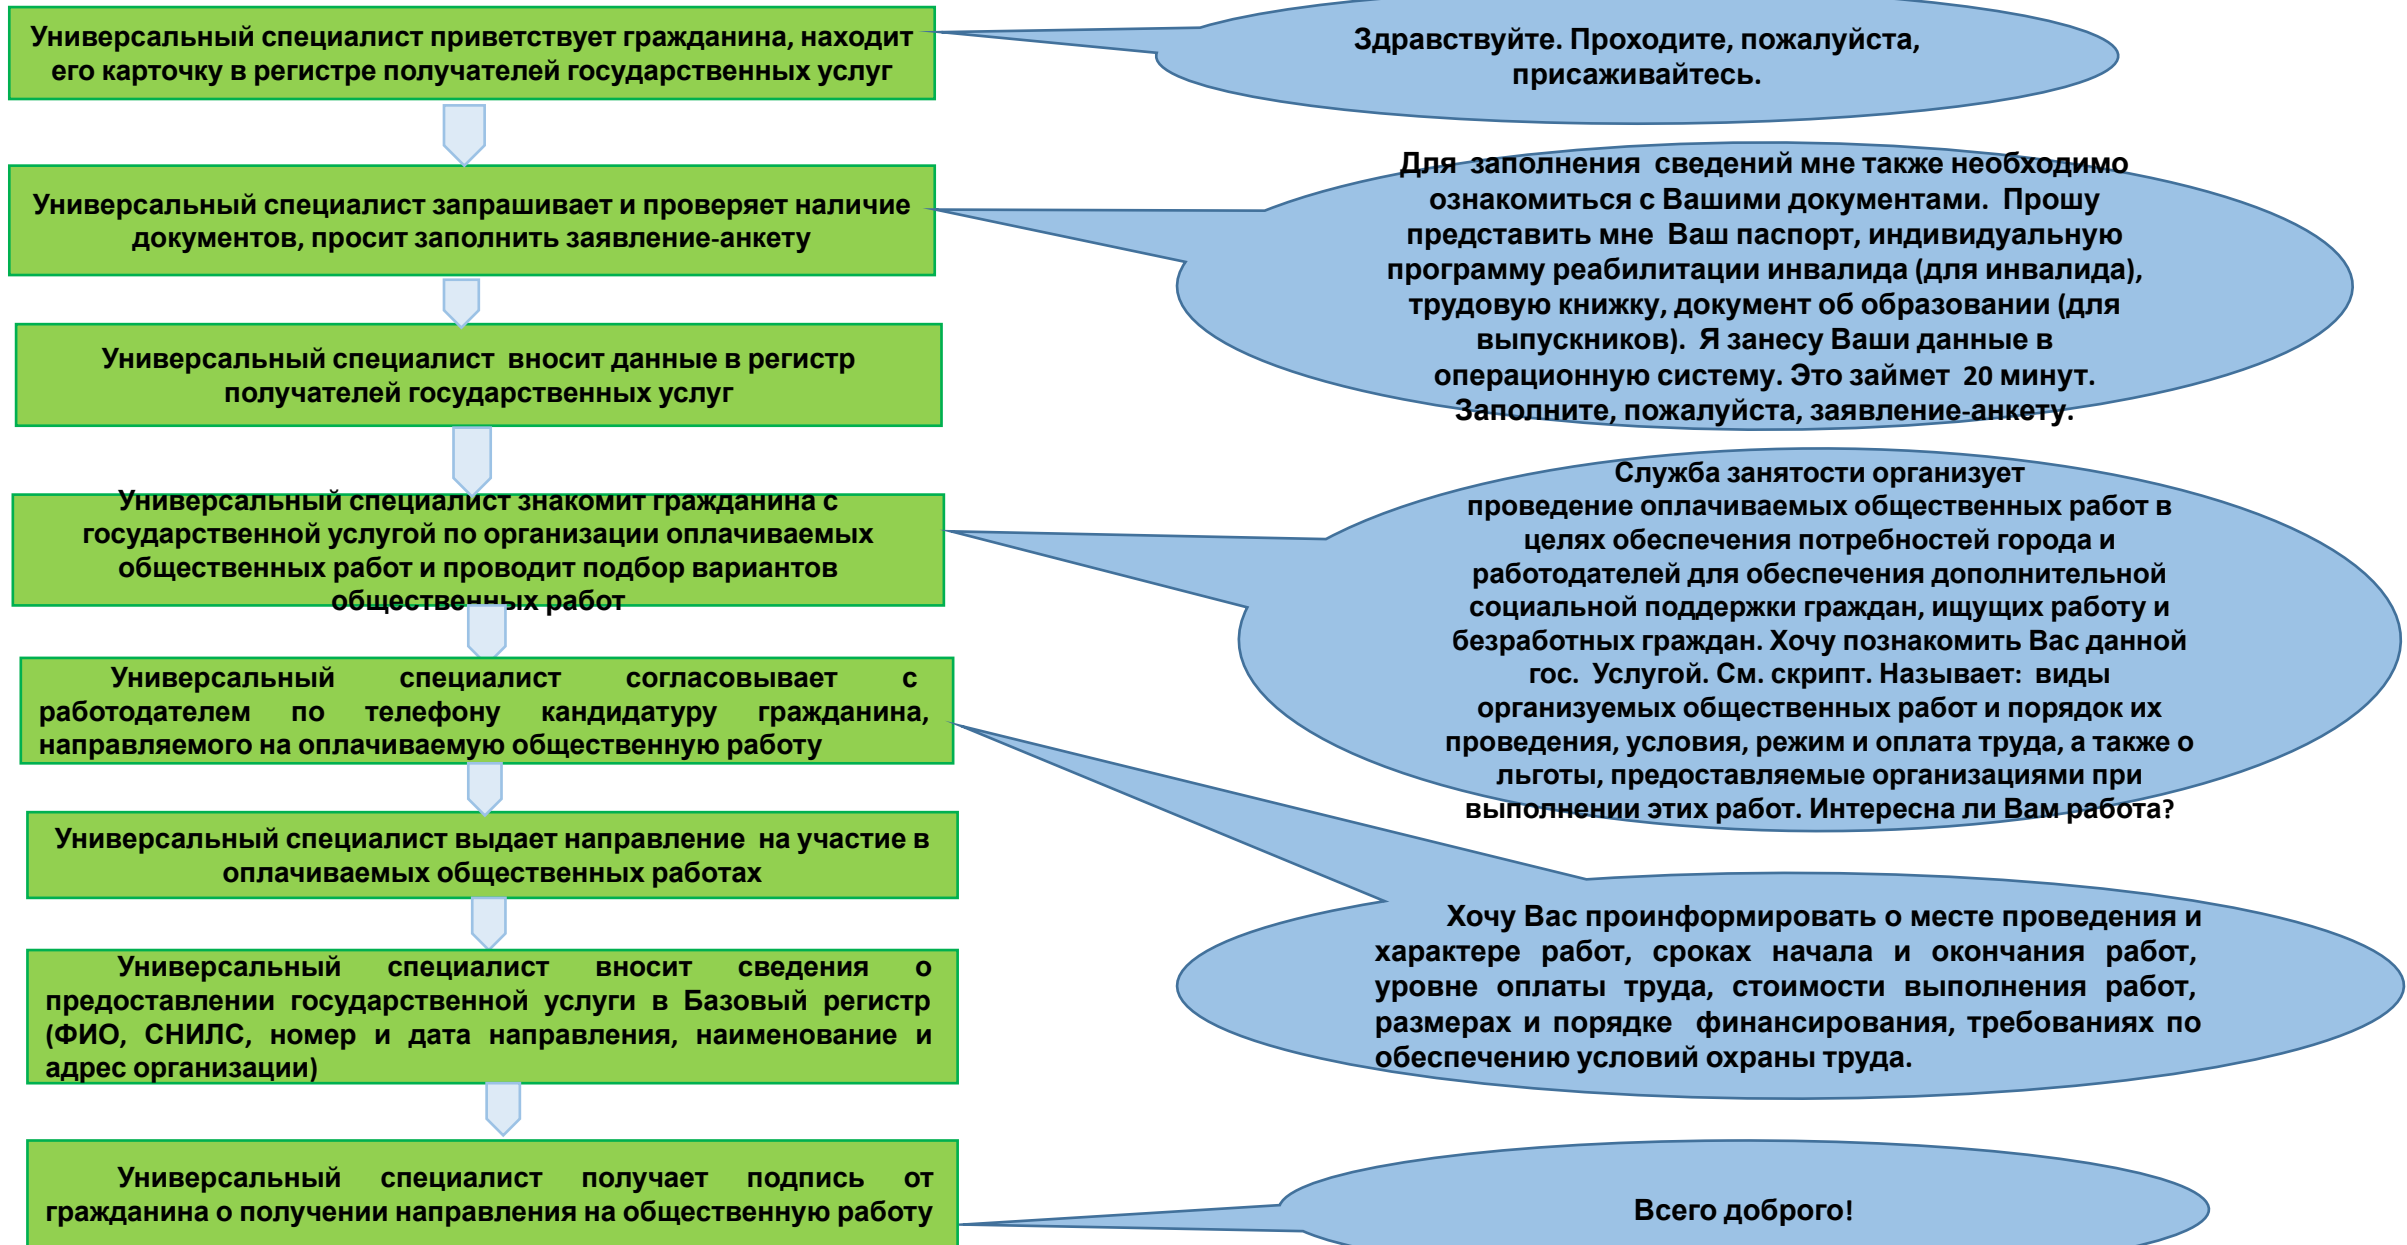 Универсальный специалист приветствует гражданина, находит
его карточку в регистре получателей государственных услуг
Здравствуйте. Проходите, пожалуйста,
присаживайтесь.
Универсальный специалист запрашивает и проверяет наличие
документов, просит заполнить заявление-анкету
Для заполнения сведений мне также необходимо
ознакомиться с Вашими документами. Прошу
представить мне Ваш паспорт, индивидуальную
программу реабилитации инвалида (для инвалида),
трудовую книжку, документ об образовании (для
выпускников). Я занесу Ваши данные в
операционную систему. Это займет 20 минут.
Заполните, пожалуйста, заявление-анкету.
Универсальный специалист вносит данные в регистр
получателей государственных услуг
Универсальный специалист знакомит гражданина с
государственной услугой по организации оплачиваемых
общественных работ и проводит подбор вариантов
общественных работ
Служба занятости организует
проведение оплачиваемых общественных работ в
целях обеспечения потребностей города и
работодателей для обеспечения дополнительной
социальной поддержки граждан, ищущих работу и
безработных граждан. Хочу познакомить Вас данной
гос. Услугой. См. скрипт. Называет: виды
организуемых общественных работ и порядок их
проведения, условия, режим и оплата труда, а также о
льготы, предоставляемые организациями при
выполнении этих работ. Интересна ли Вам работа?
Универсальный специалист согласовывает с
работодателем по телефону кандидатуру гражданина,
направляемого на оплачиваемую общественную работу
Универсальный специалист выдает направление на участие в
оплачиваемых общественных работах
Хочу Вас проинформировать о месте проведения и
характере работ, сроках начала и окончания работ,
уровне оплаты труда, стоимости выполнения работ,
размерах и порядке финансирования, требованиях по
обеспечению условий охраны труда.
Универсальный специалист вносит сведения о
предоставлении государственной услуги в Базовый регистр
(ФИО, СНИЛС, номер и дата направления, наименование и
адрес организации)
Универсальный специалист получает подпись от
гражданина о получении направления на общественную работу
Всего доброго!